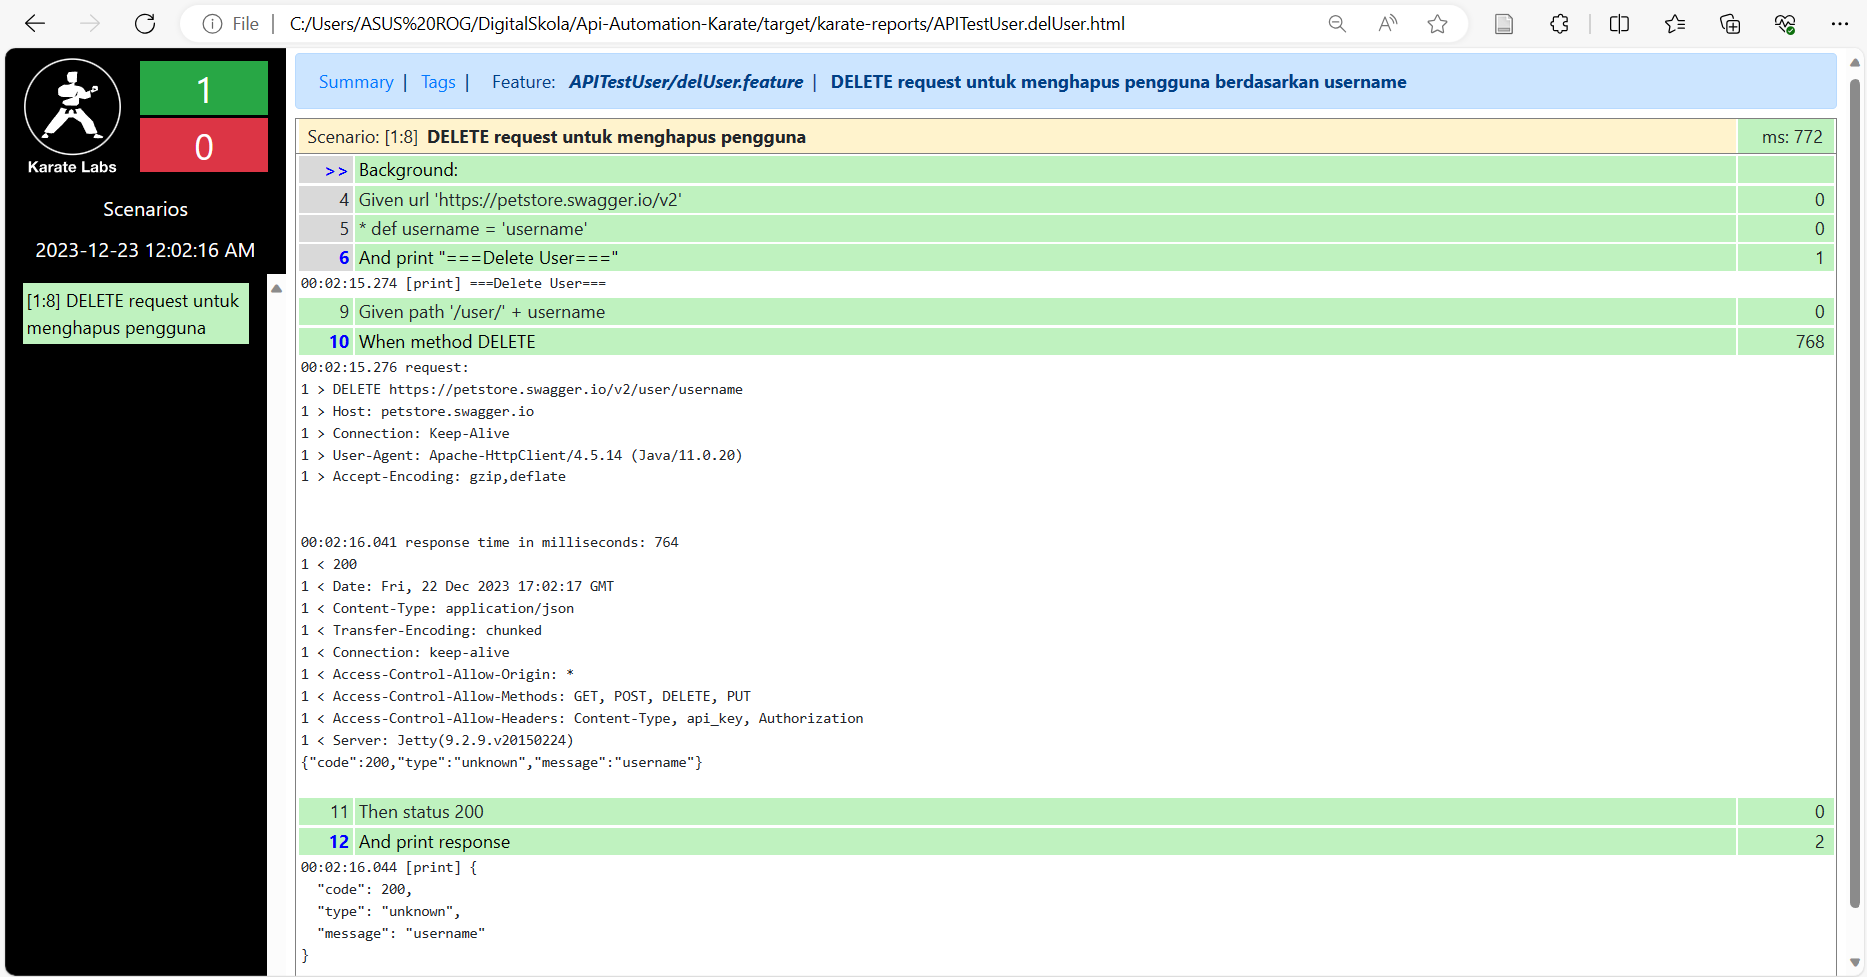 File | C:/Users/ASUS%20ROG/DigitalSkola/Api-Automation-Karate/target/karate-reports/APITestUser.delUser.html
1
0
Karate Labs
Scenarios
2023-12-23 12:02:16 AM
[1:8] DELETE request untuk
menghapus pengguna
Summary | Tags | Feature: APITestUser/delUser.feature | DELETE request untuk menghapus pengguna berdasarkan username
Scenario: [1:8] DELETE request untuk menghapus pengguna ms: 772
>> Background:
4 Given url 'https://petstore.swagger.io/v2' 0
5 * def username = 'username' 0
6 And print "===Delete User===" 1
00:02:15.274 [print] ===Delete User===
9 Given path '/user/' + username 0
10 When method DELETE 768
00:02:15.276 request:
1 > DELETE https://petstore.swagger.io/v2/user/username
1 > Host: petstore.swagger.io
1 > Connection: Keep-Alive
1 > User-Agent: Apache-HttpClient/4.5.14 (Java/11.0.20)
1 > Accept-Encoding: gzip,deflate
00:02:16.041 response time in milliseconds: 764
1 < 200
1 < Date: Fri, 22 Dec 2023 17:02:17 GMT
1 < Content-Type: application/json
1 < Transfer-Encoding: chunked
1 < Connection: keep-alive
1 < Access-Control-Allow-Origin: *
1 < Access-Control-Allow-Methods: GET, POST, DELETE, PUT
1 < Access-Control-Allow-Headers: Content-Type, api_key, Authorization
1 < Server: Jetty(9.2.9.v20150224)
{"code":200,"type":"unknown","message":"username"}
11 Then status 200 0
12 And print response 2
00:02:16.044 [print] {
"code": 200,
"type": "unknown",
"message": "username"
}